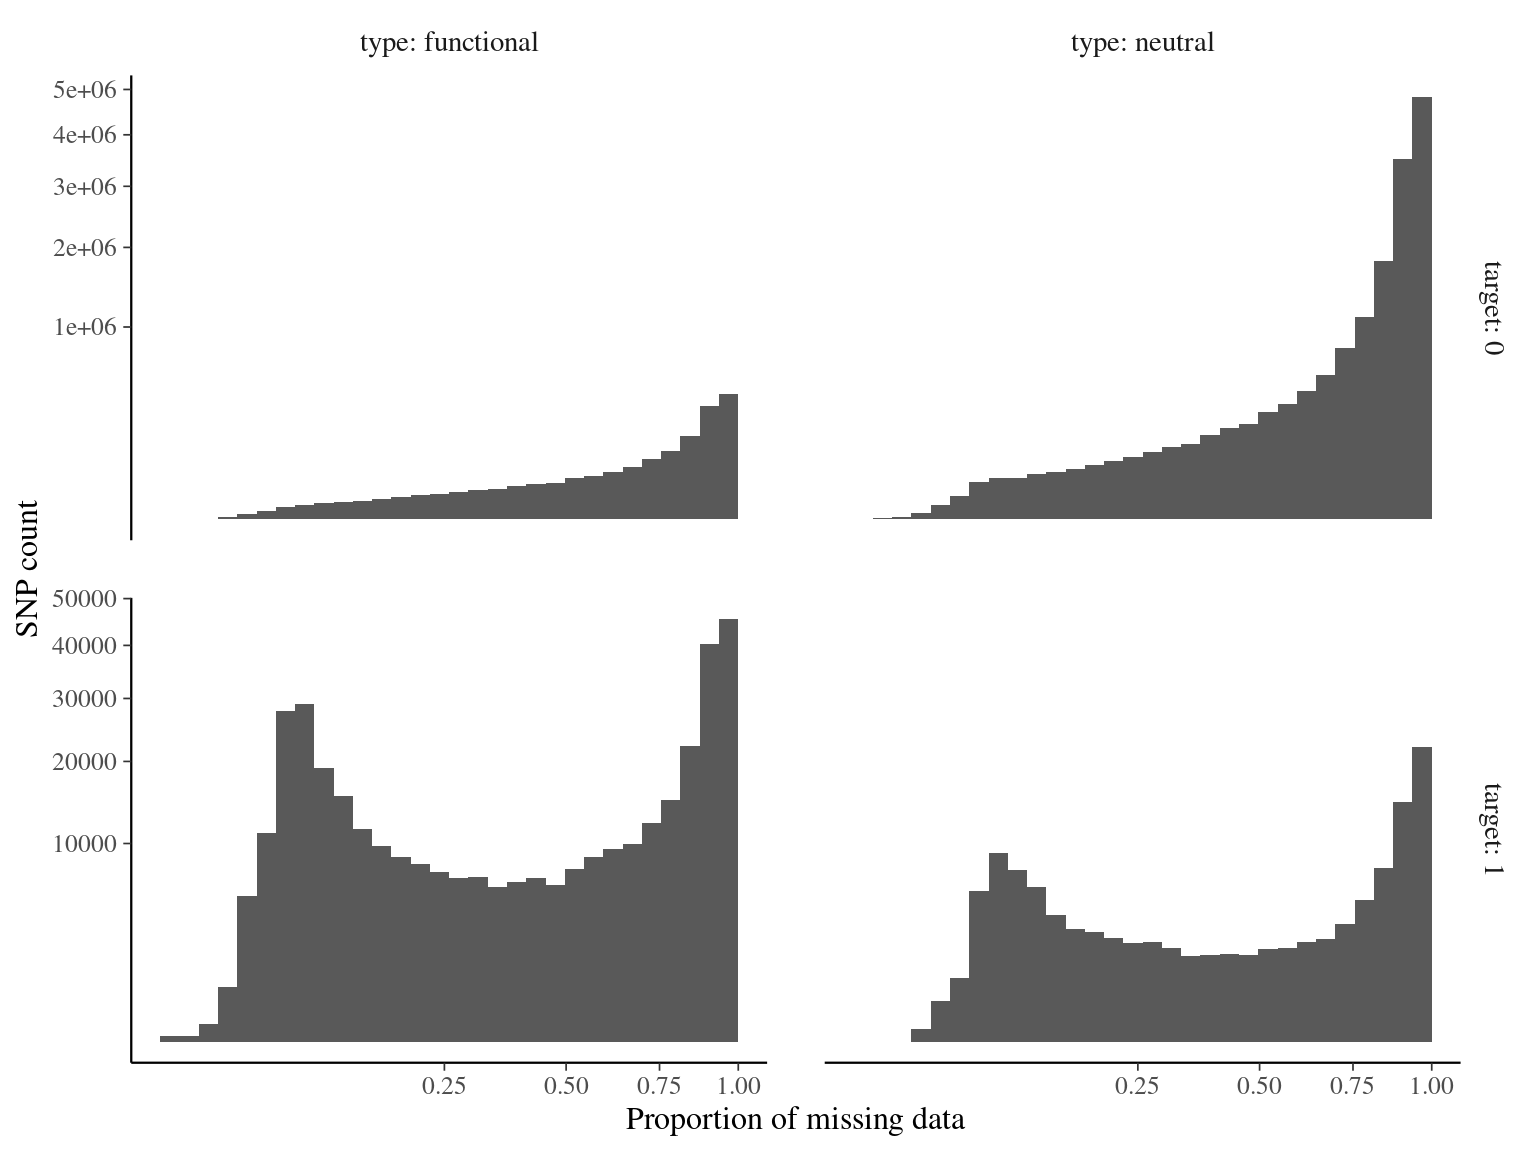 type: functional
type: neutral
5e+06
4e+06
3e+06
2e+06
1e+06
target: 0
SNP count
50000
40000
30000
20000
10000
target: 1
0.25 0.50 0.75 1.00
0.25 0.50 0.75 1.00
Proportion of missing data